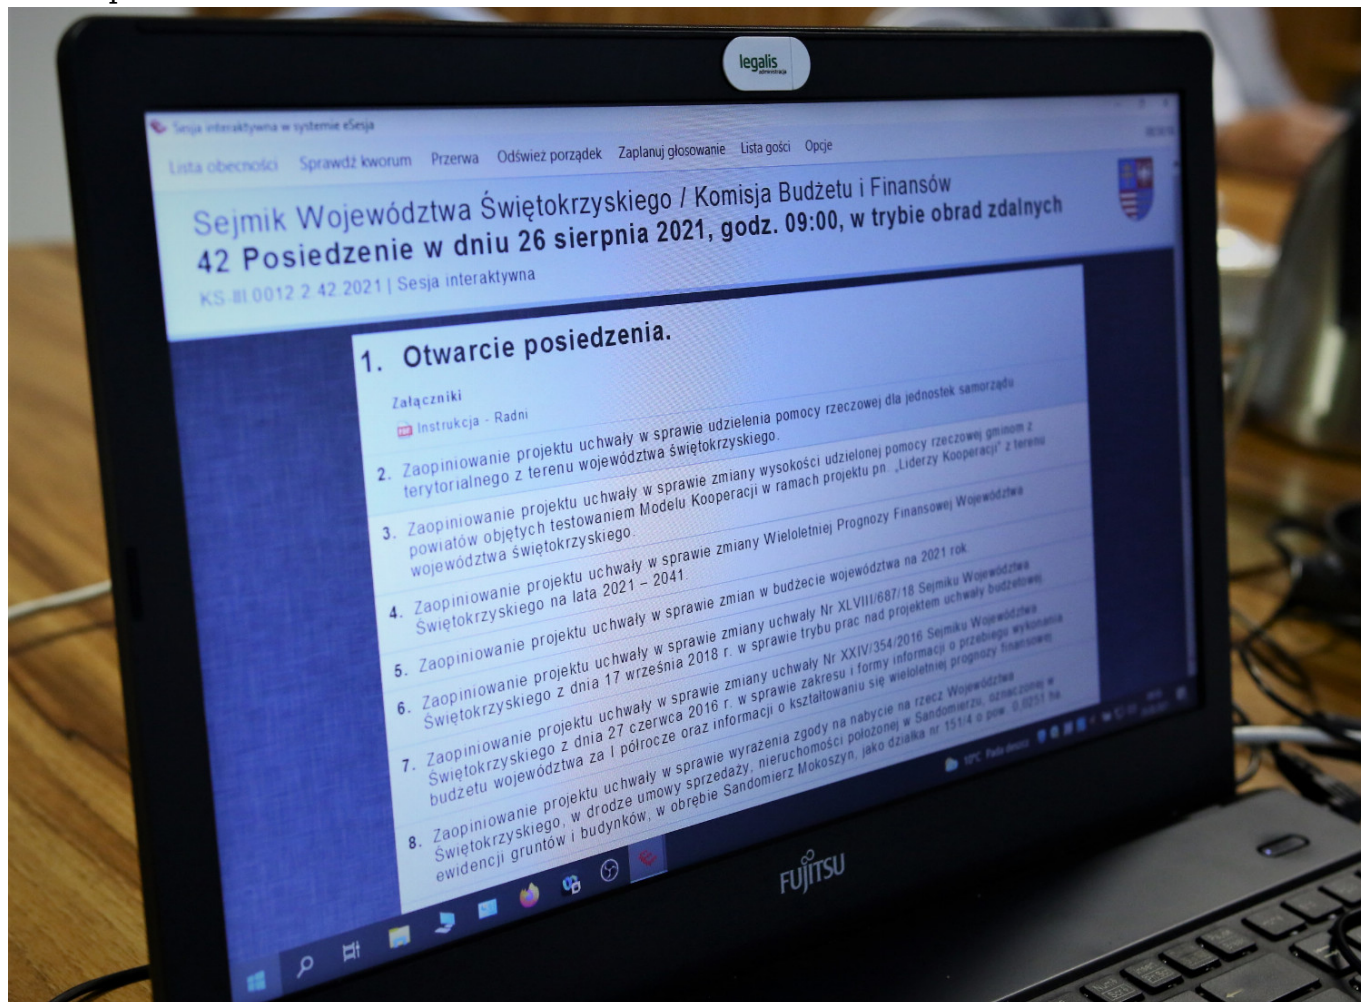 legalis
administracja
Sesja interaktywna w systemie eSesja
Lista obecności Sprawdź kworum Przerwa Odśwież porządek Zaplanuj głosowanie Lista gości Opcje
Sejmik Województwa Świętokrzyskiego / Komisja Budżetu i Finansów
42 Posiedzenie w dniu 26 sierpnia 2021, godz. 09:00, w trybie obrad zdalnych
KS-III.0012.2.42.2021 | Sesja interaktywna
1. Otwarcie posiedzenia.
Załączniki
Instrukcja - Radni
2. Zaopiniowanie projektu uchwały w sprawie udzielenia pomocy rzeczowej dla jednostek samorządu
terytorialnego z terenu województwa świętokrzyskiego.
3. Zaopiniowanie projektu uchwały w sprawie zmiany wysokości udzielonej pomocy rzeczowej gminom z
powiatów objętych testowaniem Modelu Kooperacji w ramach projektu pn. „Liderzy Kooperacji” z terenu
województwa świętokrzyskiego.
4. Zaopiniowanie projektu uchwały w sprawie zmiany Wieloletniej Prognozy Finansowej Województwa
Świętokrzyskiego na lata 2021 – 2041.
5. Zaopiniowanie projektu uchwały w sprawie zmian w budżecie województwa na 2021 rok.
6. Zaopiniowanie projektu uchwały w sprawie zmiany uchwały Nr XLVIII/687/18 Sejmiku Województwa
Świętokrzyskiego z dnia 17 września 2018 r. w sprawie trybu prac nad projektem uchwały budżetowej.
7. Zaopiniowanie projektu uchwały w sprawie zmiany uchwały Nr XXIV/354/2016 Sejmiku Województwa
Świętokrzyskiego z dnia 27 czerwca 2016 r. w sprawie zakresu i formy informacji o przebiegu wykonania
budżetu województwa za I półrocze oraz informacji o kształtowaniu się wieloletniej prognozy finansowej
8. Zaopiniowanie projektu uchwały w sprawie wyrażenia zgody na nabycie na rzecz Województwa
Świętokrzyskiego, w drodze umowy sprzedaży, nieruchomości położonej w Sandomierzu, oznaczonej w
ewidencji gruntów i budynków, w obrębie Sandomierz Mokoszyn, jako działka nr 151/4 o pow. 0,0251 ha
Pada deszcz
FUJITSU